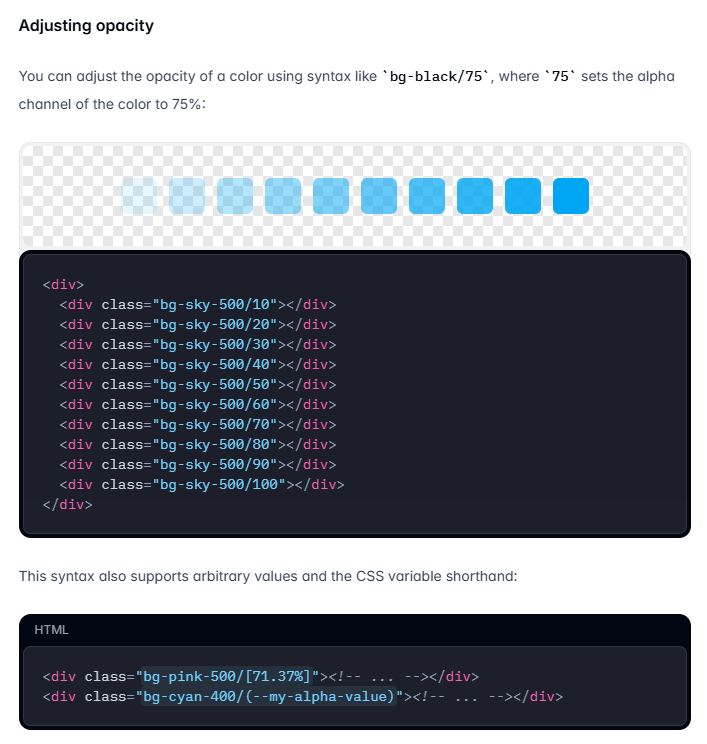 Adjusting opacity
You can adjust the opacity of a color using syntax like `bg-black/75`, where `75` sets the alpha
channel of the color to 75%:
<div>
  <div class="bg-sky-500/10"></div>
  <div class="bg-sky-500/20"></div>
  <div class="bg-sky-500/30"></div>
  <div class="bg-sky-500/40"></div>
  <div class="bg-sky-500/50"></div>
  <div class="bg-sky-500/60"></div>
  <div class="bg-sky-500/70"></div>
  <div class="bg-sky-500/80"></div>
  <div class="bg-sky-500/90"></div>
  <div class="bg-sky-500/100"></div>
</div>
This syntax also supports arbitrary values and the CSS variable shorthand:
HTML
<div class="bg-pink-500/[71.37%]"><!-- ... --></div>
<div class="bg-cyan-400/(--my-alpha-value)"><!-- ... --></div>